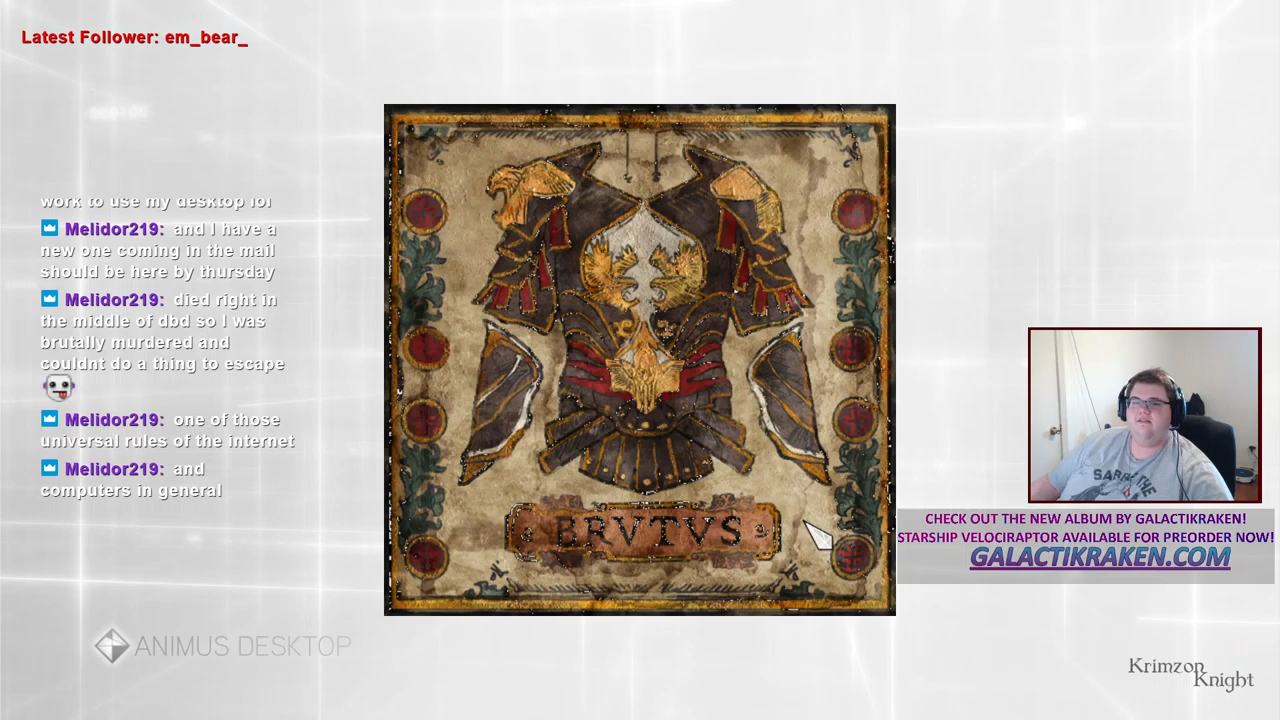 Latest Follower: em_bear_
work to use my desktop lol
Melidor219: and I have a
new one coming in the mail
should be here by thursday
Melidor219: died right in
the middle of dbd so I was
brutally murdered and
couldnt do a thing to escape
Melidor219: one of those
universal rules of the internet
Melidor219: and
computers in general
BRVTVS
CHECK OUT THE NEW ALBUM BY GALACTIKRAKEN!
STARSHIP VELOCIRAPTOR AVAILABLE FOR PREORDER NOW!
GALACTIKRAKEN.COM
ANIMUS DESKTOP
Krimzon
Knight